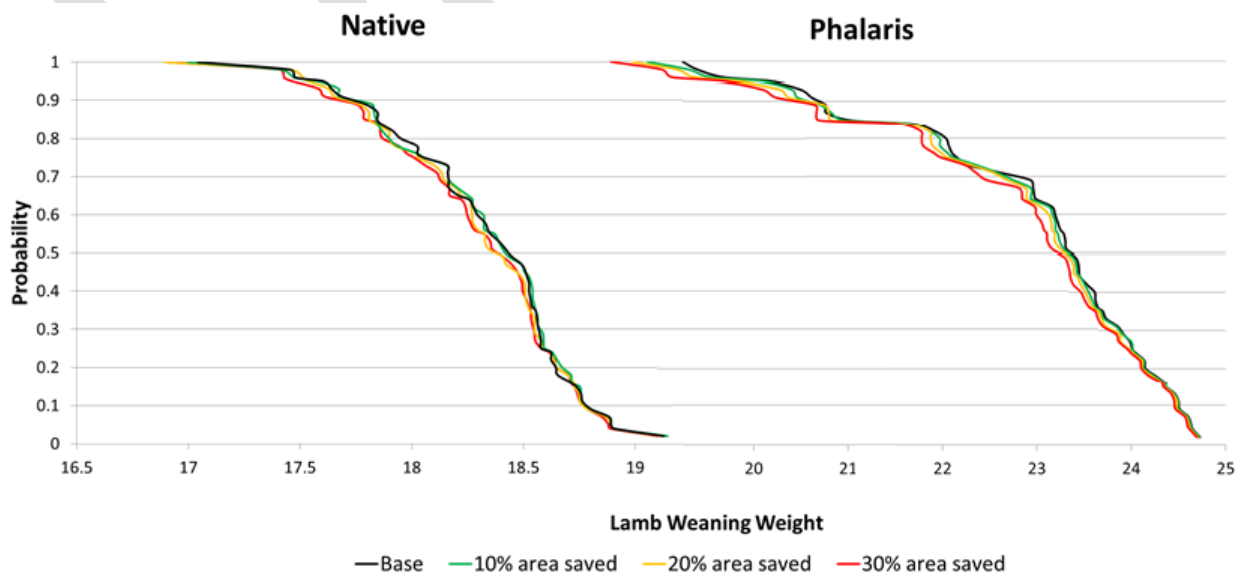 Native Phalaris
1
0.9
0.8
0.7
0.6
0.5
0.4
0.3
0.2
0.1
0
Probability
16.5 17 17.5 18 18.5 19 20 21 22 23 24 25
Lamb Weaning Weight
Base 10% area saved 20% area saved 30% area saved